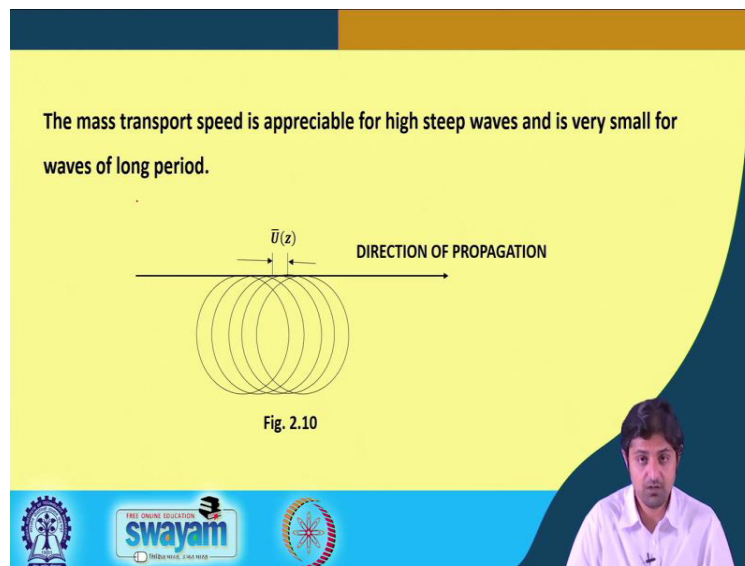 The mass transport speed is appreciable for high steep waves and is very small for
waves of long period.
Ū(z)
DIRECTION OF PROPAGATION
Fig. 2.10
FREE ONLINE EDUCATION
swayam